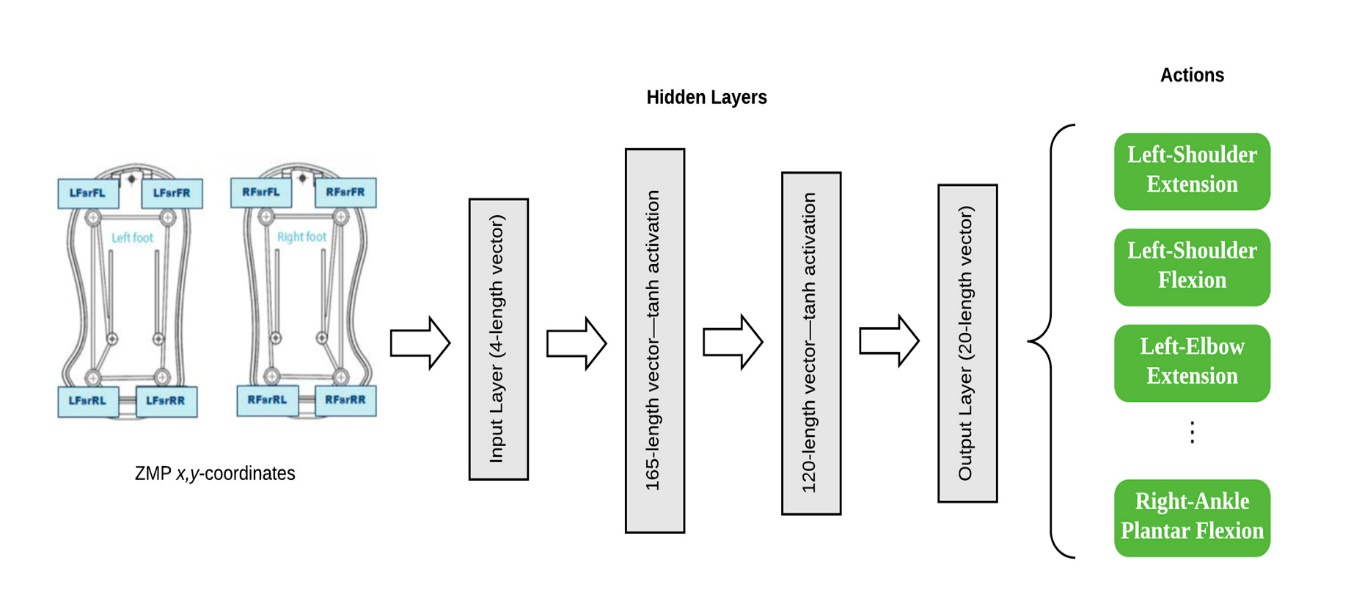 Hidden Layers
Actions
LFsrFL
LFsrFR
RFsrFL
RFsrFR
Left foot
Right foot
LFsrRL
LFsrRR
RFsrRL
RFsrRR
ZMP x,y-coordinates
Input Layer (4-length vector)
165-length vector—tanh activation
120-length vector—tanh activation
Output Layer (20-length vector)
Left-Shoulder
Extension
Left-Shoulder
Flexion
Left-Elbow
Extension
⋮
Right-Ankle
Plantar Flexion